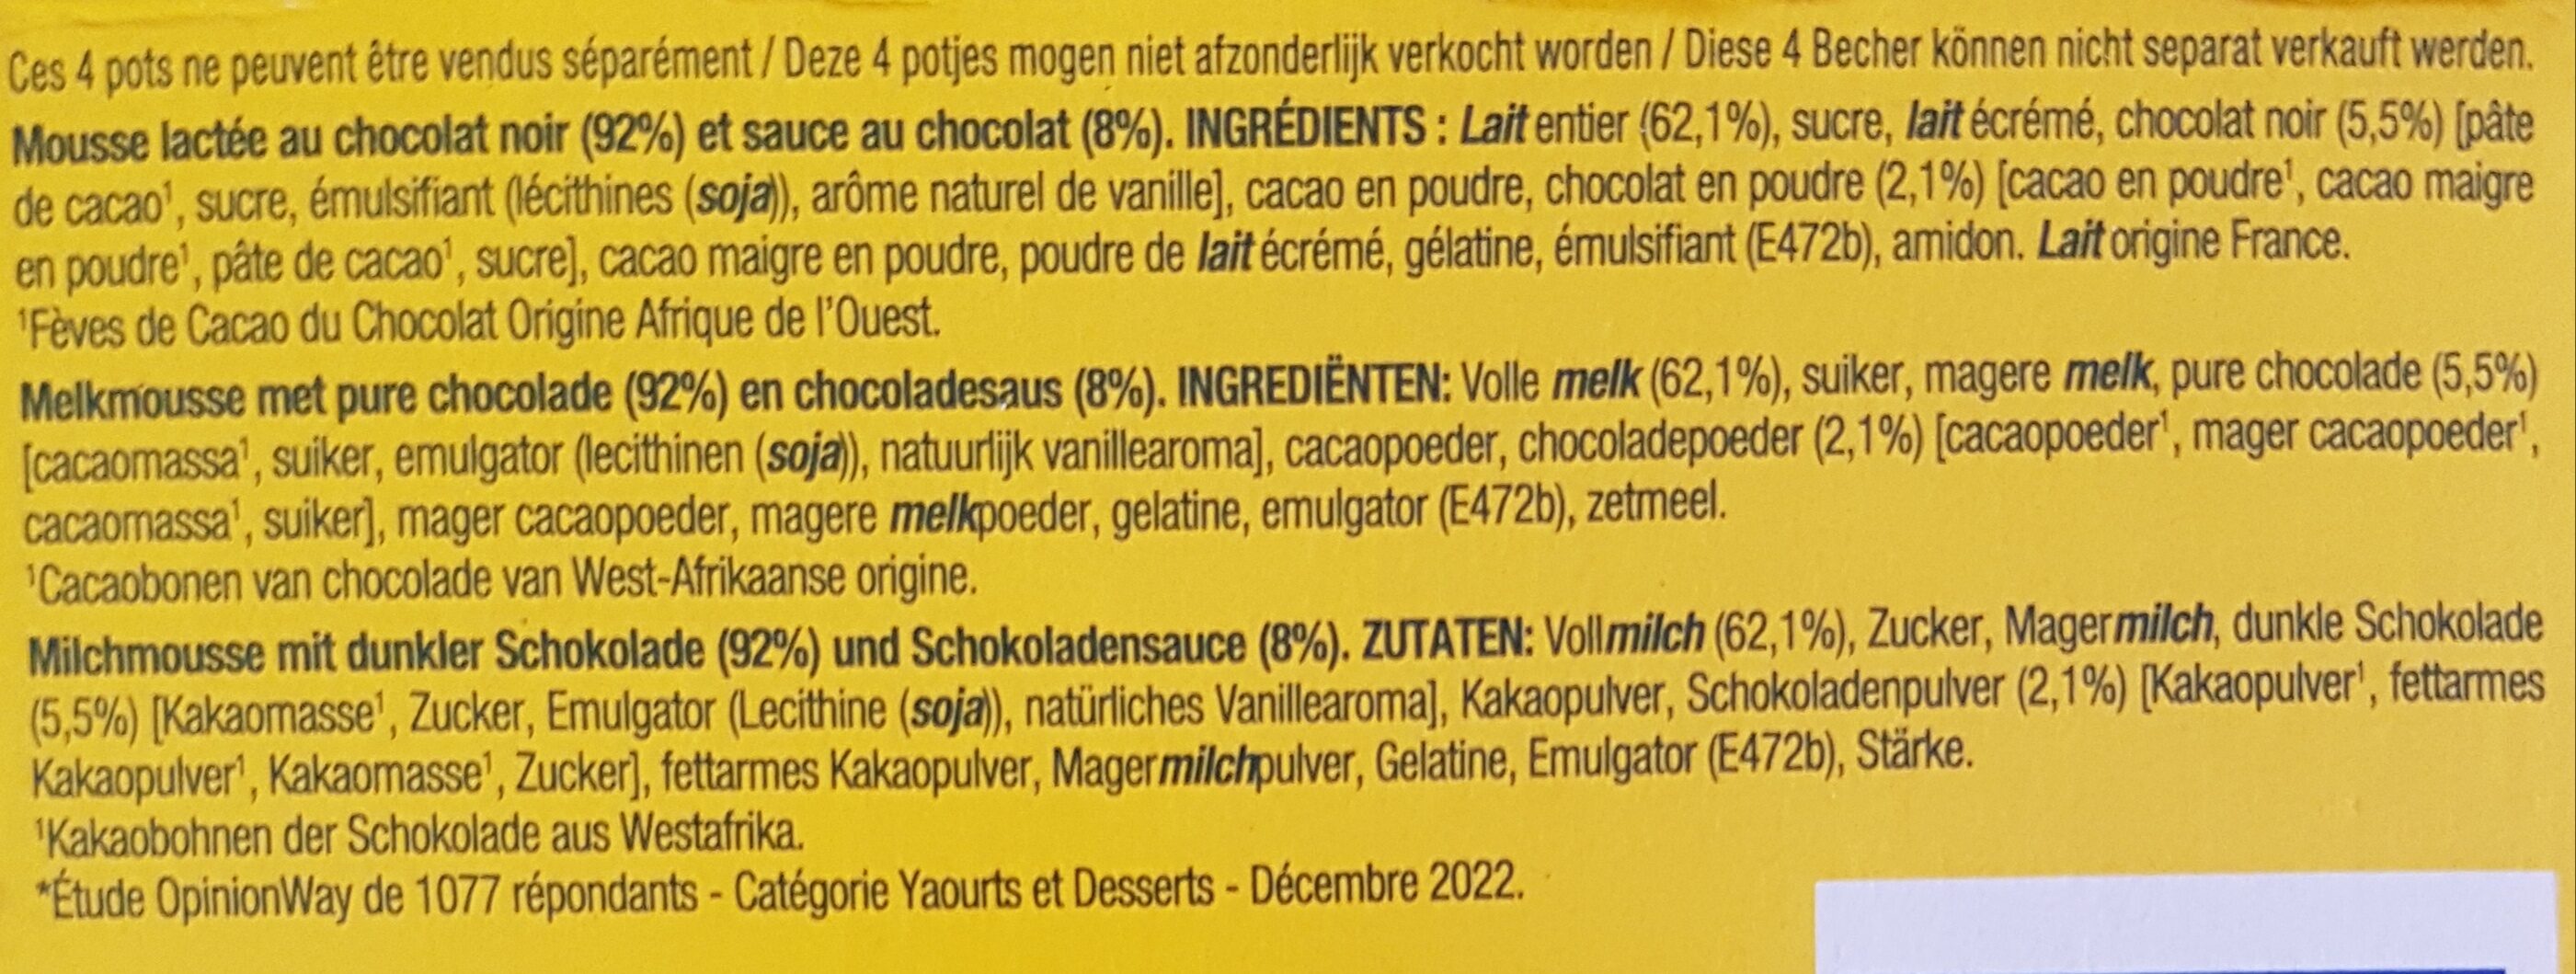 Ces 4 pots ne peuvent être vendus séparément / Deze 4 potjes mogen niet afzonderlijk verkocht worden / Diese 4 Becher können nicht separat verkauft werden.
Mousse lactée au chocolat noir (92%) et sauce au chocolat (8%). INGRÉDIENTS : Lait entier (62,1%), sucre, lait écrémé, chocolat noir (5,5%) [pâte
de cacao¹, sucre, émulsifiant (lécithines (soja)), arôme naturel de vanille], cacao en poudre, chocolat en poudre (2,1%) [cacao en poudre¹, cacao maigre
en poudre¹, pâte de cacao¹, sucre], cacao maigre en poudre, poudre de lait écrémé, gélatine, émulsifiant (E472b), amidon. Lait origine France.
¹Fèves de Cacao du Chocolat Origine Afrique de l'Ouest.
Melkmousse met pure chocolade (92%) en chocoladesaus (8%). INGREDIËNTEN: Volle melk (62,1%), suiker, magere melk, pure chocolade (5,5%)
[cacaomassa¹, suiker, emulgator (lecithinen (soja)), natuurlijk vanillearoma], cacaopoeder, chocoladepoeder (2,1%) [cacaopoeder¹, mager cacaopoeder¹,
cacaomassa¹, suiker], mager cacaopoeder, magere melkpoeder, gelatine, emulgator (E472b), zetmeel.
¹Cacaobonen van chocolade van West-Afrikaanse origine.
Milchmousse mit dunkler Schokolade (92%) und Schokoladensauce (8%). ZUTATEN: Vollmilch (62,1%), Zucker, Magermilch, dunkle Schokolade
(5,5%) [Kakaomasse¹, Zucker, Emulgator (Lecithine (soja)), natürliches Vanillearoma], Kakaopulver, Schokoladenpulver (2,1%) [Kakaopulver¹, fettarmes
Kakaopulver¹, Kakaomasse¹, Zucker], fettarmes Kakaopulver, Magermilchpulver, Gelatine, Emulgator (E472b), Stärke.
¹Kakaobohnen der Schokolade aus Westafrika.
*Étude OpinionWay de 1077 répondants - Catégorie Yaourts et Desserts - Décembre 2022.